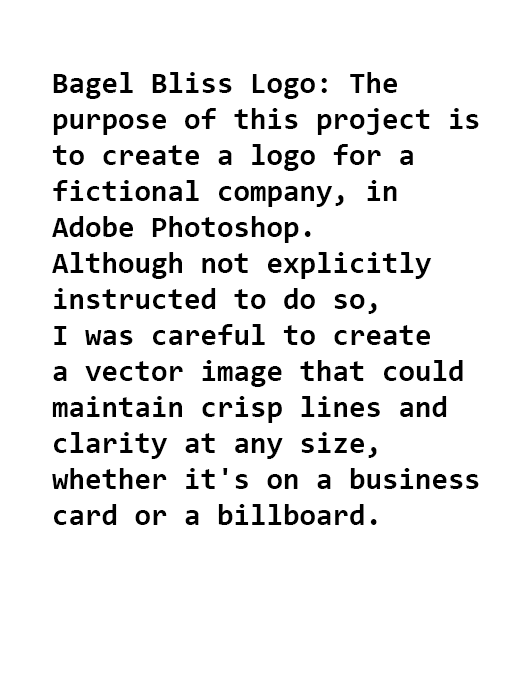 Bagel Bliss Logo: The
purpose of this project is
to create a logo for a
fictional company, in
Adobe Photoshop.
Although not explicitly
instructed to do so,
I was careful to create
a vector image that could
maintain crisp lines and
clarity at any size,
whether it's on a business
card or a billboard.